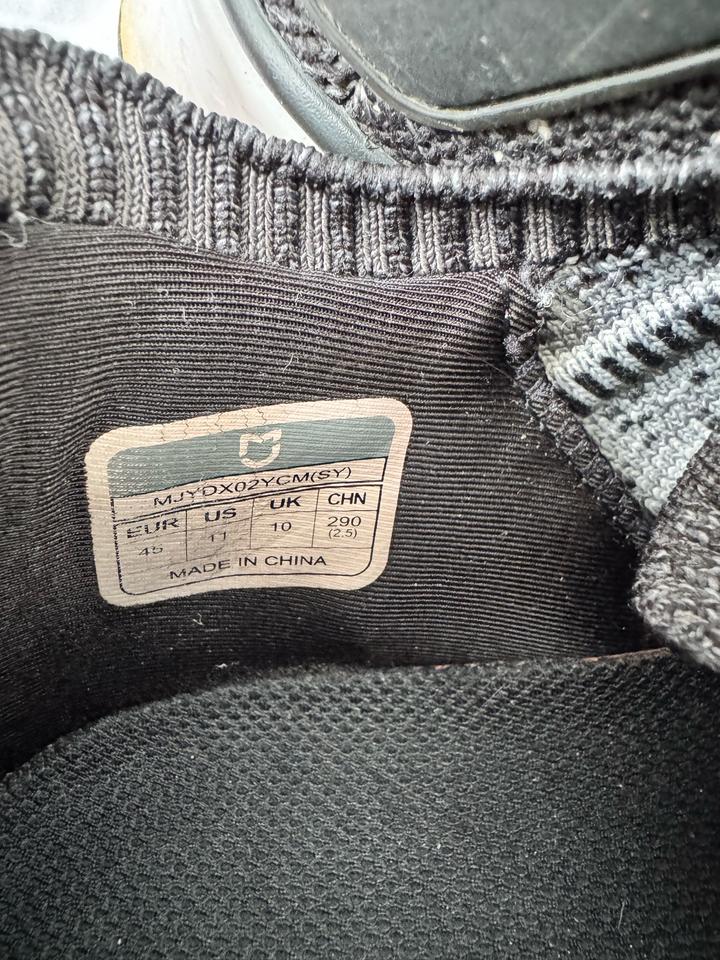 MJYDX02YCM(SY)
EUR US UK CHN
45 11 10 290
(2.5)
MADE IN CHINA